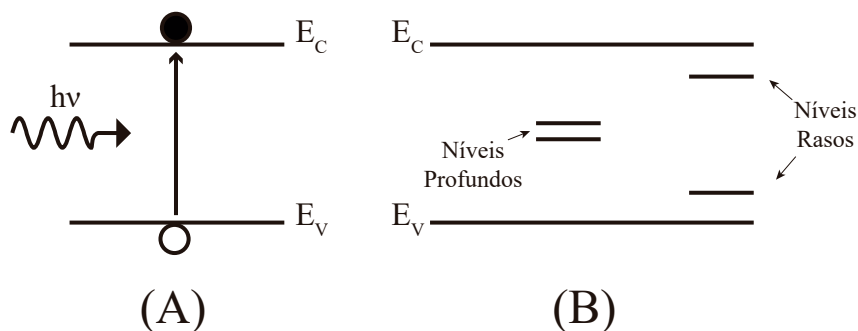 E_C
hν
E_V
(A)
E_C
Níveis
Rasos
Níveis
Profundos
E_V
(B)